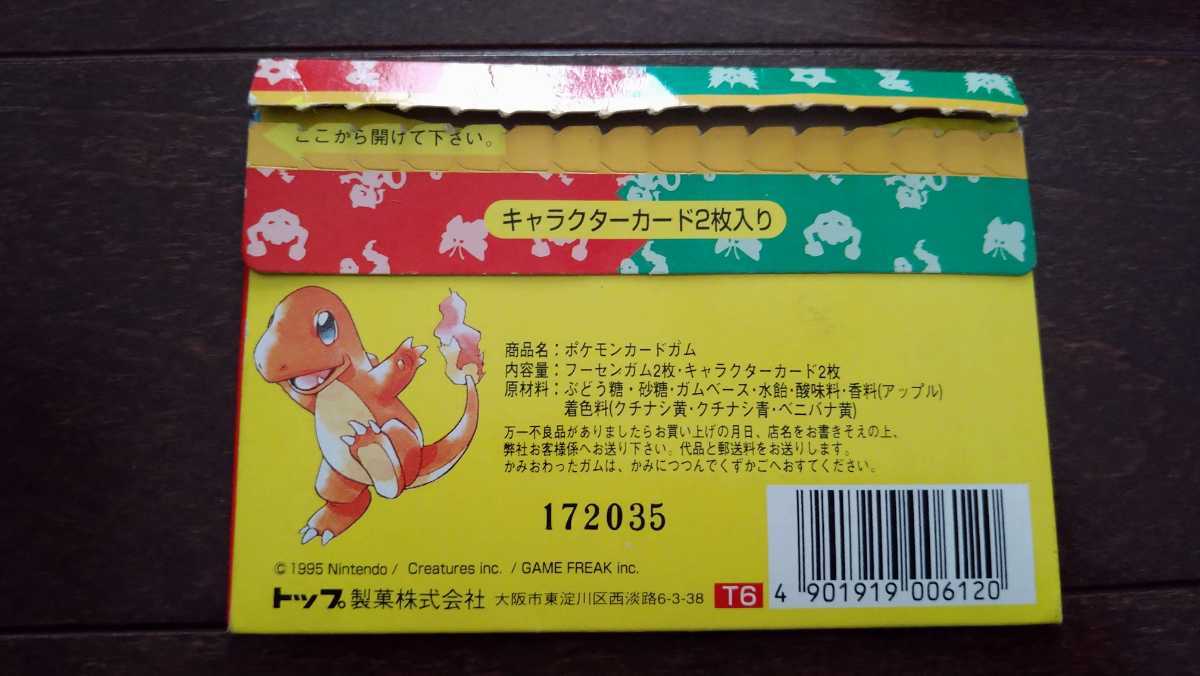 ここから開けて下さい。
キャラクターカード2枚入り
商品名：ポケモンカードガム
内容量：フーセンガム2枚・キャラクターカード2枚
原材料：ぶどう糖・砂糖・ガムベース・水飴・酸味料・香料(アップル)
着色料(クチナシ黄・クチナシ青・ベニバナ黄)
万一不良品がありましたらお買い上げの月日、店名をお書きそえの上、
弊社お客様係へお送り下さい。代品と郵送料をお送りします。
かみおわったガムは、かみにつつんでくずかごへおすてください。
172035
© 1995 Nintendo / Creatures inc. / GAME FREAK inc.
トップ製菓株式会社 大阪市東淀川区西淡路6-3-38 T6
4 901919 006120